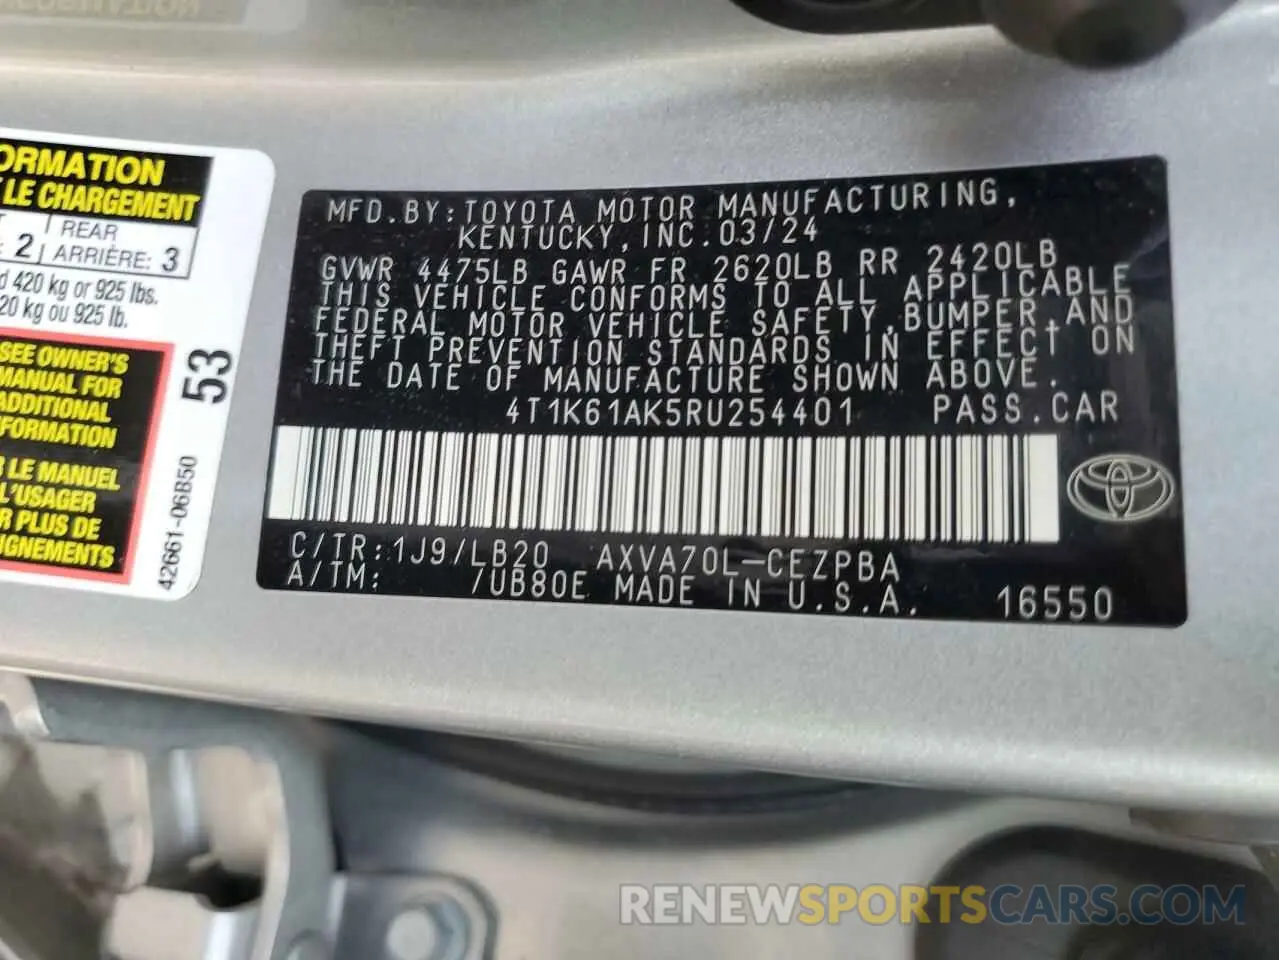 ORMATION
LE CHARGEMENT
REAR
2 ARRIÈRE: 3
420 kg or 925 lbs.
20 kg ou 925 lb.
SEE OWNER'S
MANUAL FOR
ADDITIONAL
FORMATION
LE MANUEL
L'USAGER
R PLUS DE
IGNEMENTS
53
42661-06B50
MFD.BY:TOYOTA MOTOR MANUFACTURING,
KENTUCKY,INC.03/24
GVWR 4475LB GAWR FR 2620LB RR 2420LB
THIS VEHICLE CONFORMS TO ALL APPLICABLE
FEDERAL MOTOR VEHICLE SAFETY,BUMPER,AND
THEFT PREVENTION STANDARDS IN EFFECT ON
THE DATE OF MANUFACTURE SHOWN ABOVE.
4T1K61AK5RU254401 PASS.CAR
C/TR:1J9/LB20 AXVA70L-CEZPBA
A/TM: /UB80E MADE IN U.S.A. 16550
RENEWSPORTSCARS.COM